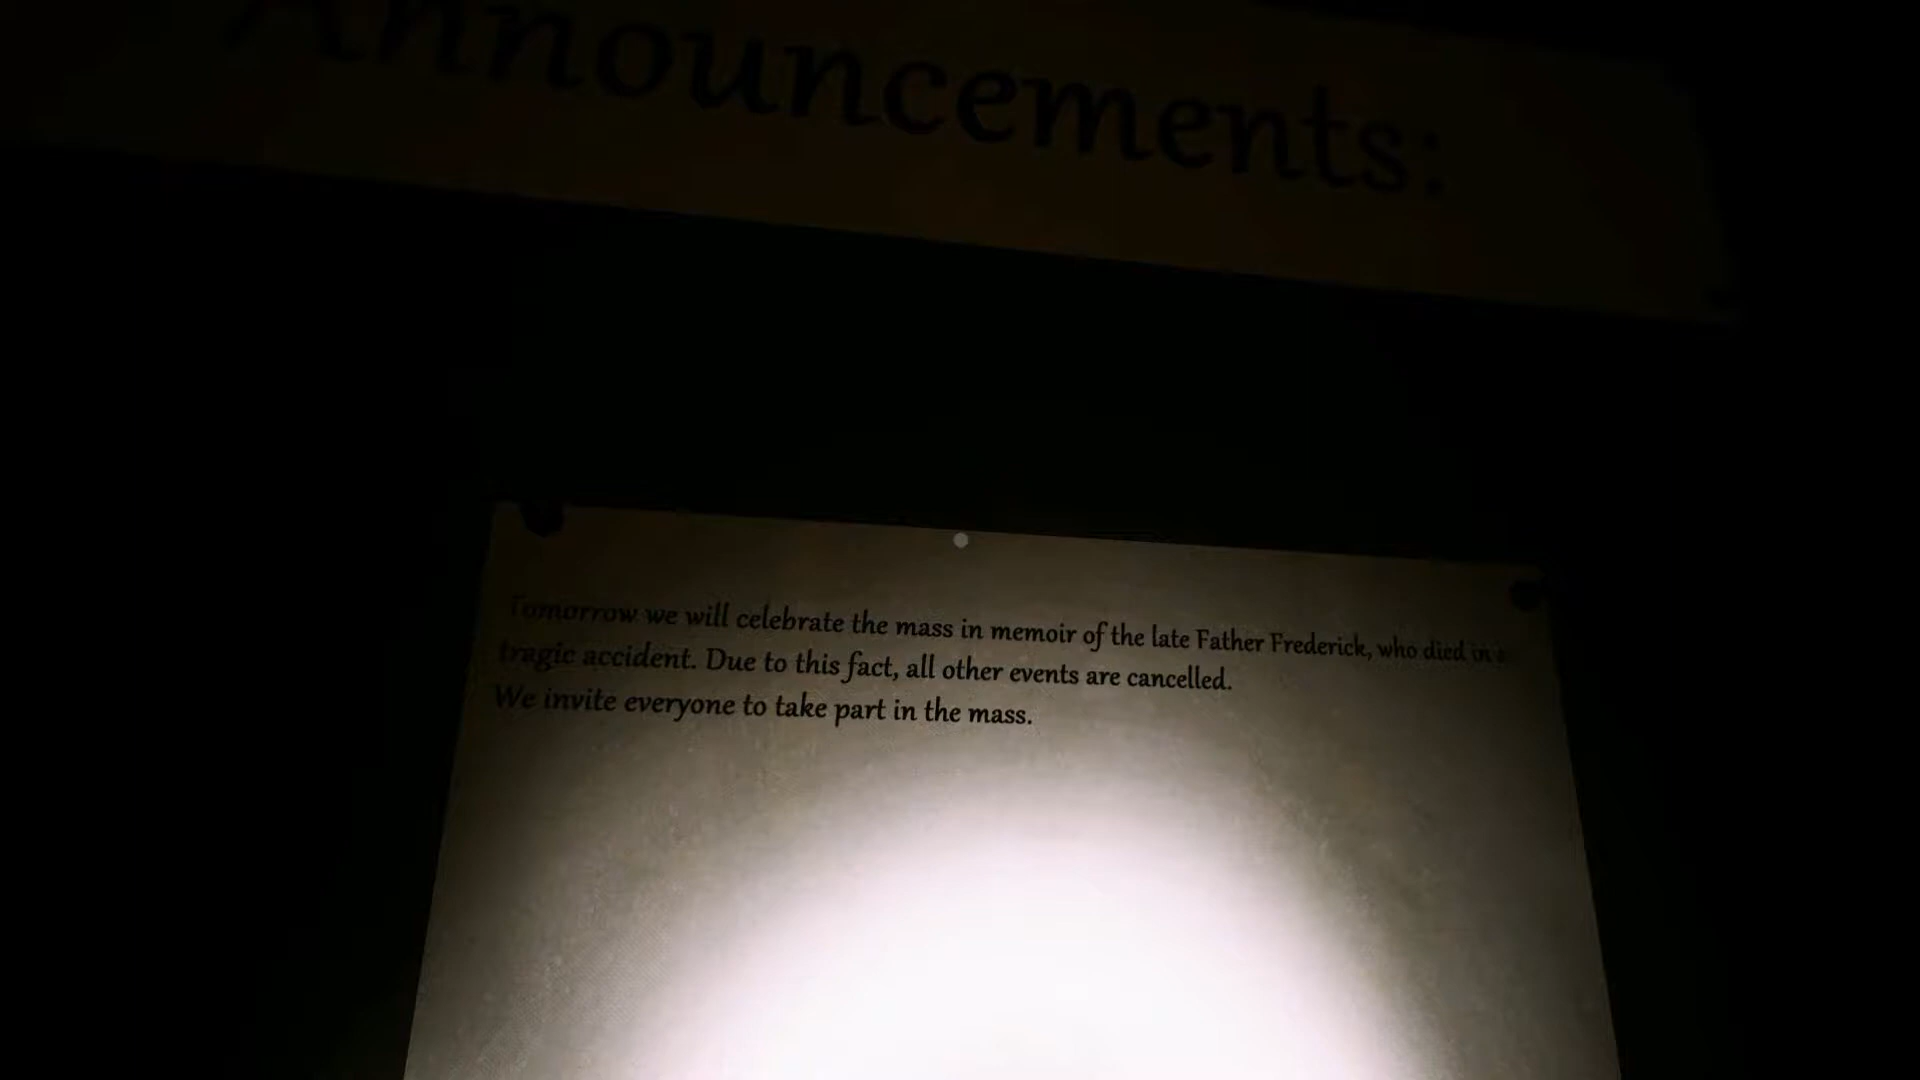 Announcements:
Tomorrow we will celebrate the mass in memoir of the late Father Frederick, who died in a
tragic accident. Due to this fact, all other events are cancelled.
We invite everyone to take part in the mass.